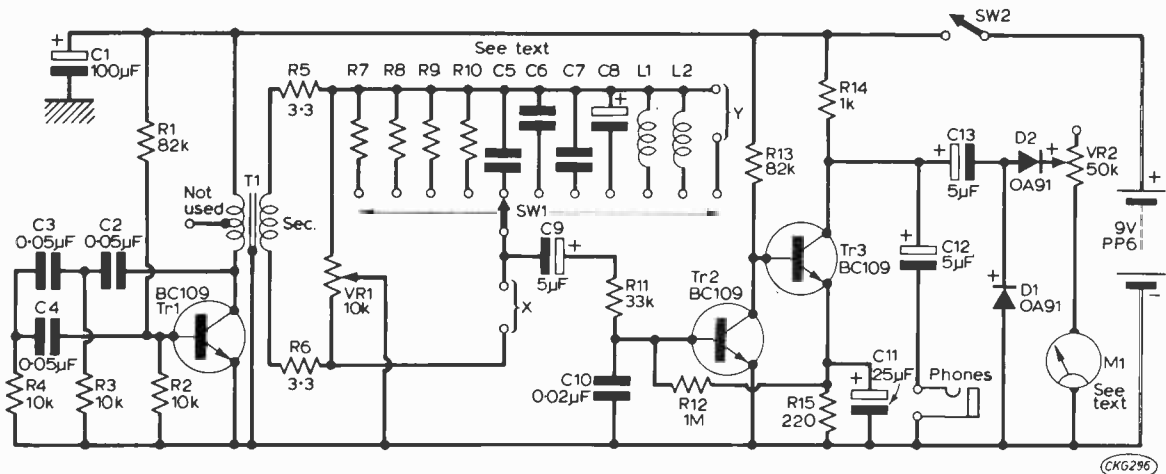 SW2
+
C1
100µF
See text
R5
3·3
R7 R8 R9 R10 C5 C6 C7 C8 L1 L2
+
Y
R14
1k
R1
82k
R13
82k
C13
+
5µF
D2
+
OA91
VR2
50k
+
9V
PP6
−
Not
used
T1
Sec.
SW1
C3
0·05µF
C2
0·05µF
C9
+
5µF
Tr3
BC109
C12
+
5µF
VR1
10k
R11
33k
Tr2
BC109
BC109
Tr1
X
C4
0·05µF
+
D1
OA91
M1
See
text
R6
3·3
C10
0·02µF
R12
1M
C11
25µF
+
Phones
R4
10k
R3
10k
R2
10k
R15
220
CKG296